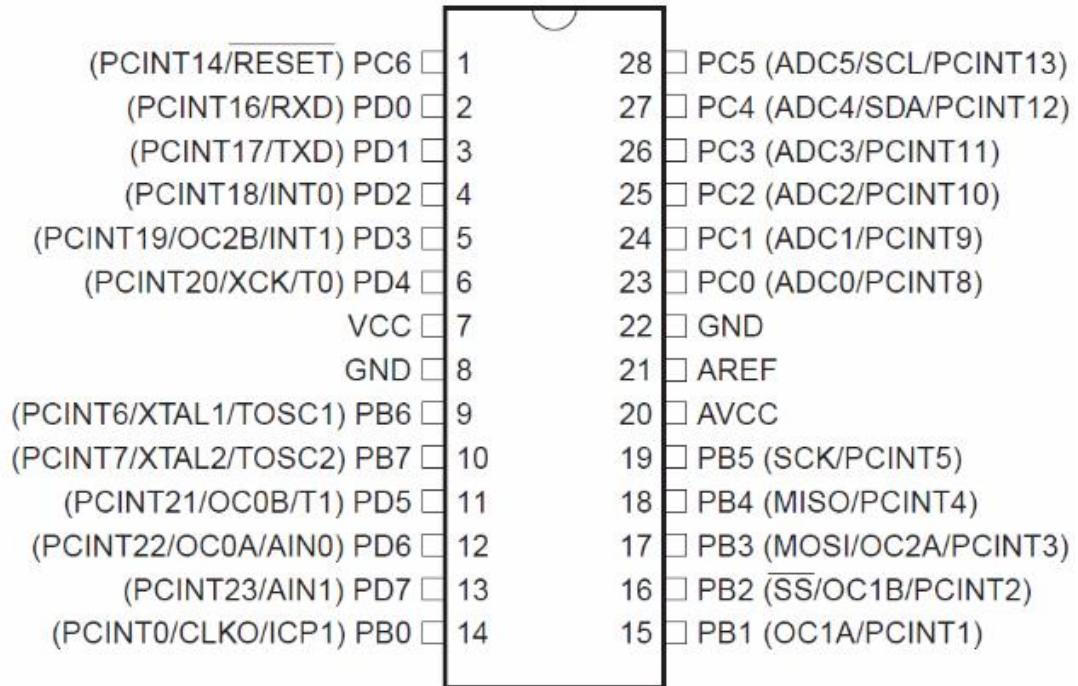 (PCINT14/RESET) PC6 1 28 PC5 (ADC5/SCL/PCINT13)
(PCINT16/RXD) PD0 2 27 PC4 (ADC4/SDA/PCINT12)
(PCINT17/TXD) PD1 3 26 PC3 (ADC3/PCINT11)
(PCINT18/INT0) PD2 4 25 PC2 (ADC2/PCINT10)
(PCINT19/OC2B/INT1) PD3 5 24 PC1 (ADC1/PCINT9)
(PCINT20/XCK/T0) PD4 6 23 PC0 (ADC0/PCINT8)
VCC 7 22 GND
GND 8 21 AREF
(PCINT6/XTAL1/TOSC1) PB6 9 20 AVCC
(PCINT7/XTAL2/TOSC2) PB7 10 19 PB5 (SCK/PCINT5)
(PCINT21/OC0B/T1) PD5 11 18 PB4 (MISO/PCINT4)
(PCINT22/OC0A/AIN0) PD6 12 17 PB3 (MOSI/OC2A/PCINT3)
(PCINT23/AIN1) PD7 13 16 PB2 (SS/OC1B/PCINT2)
(PCINT0/CLKO/ICP1) PB0 14 15 PB1 (OC1A/PCINT1)